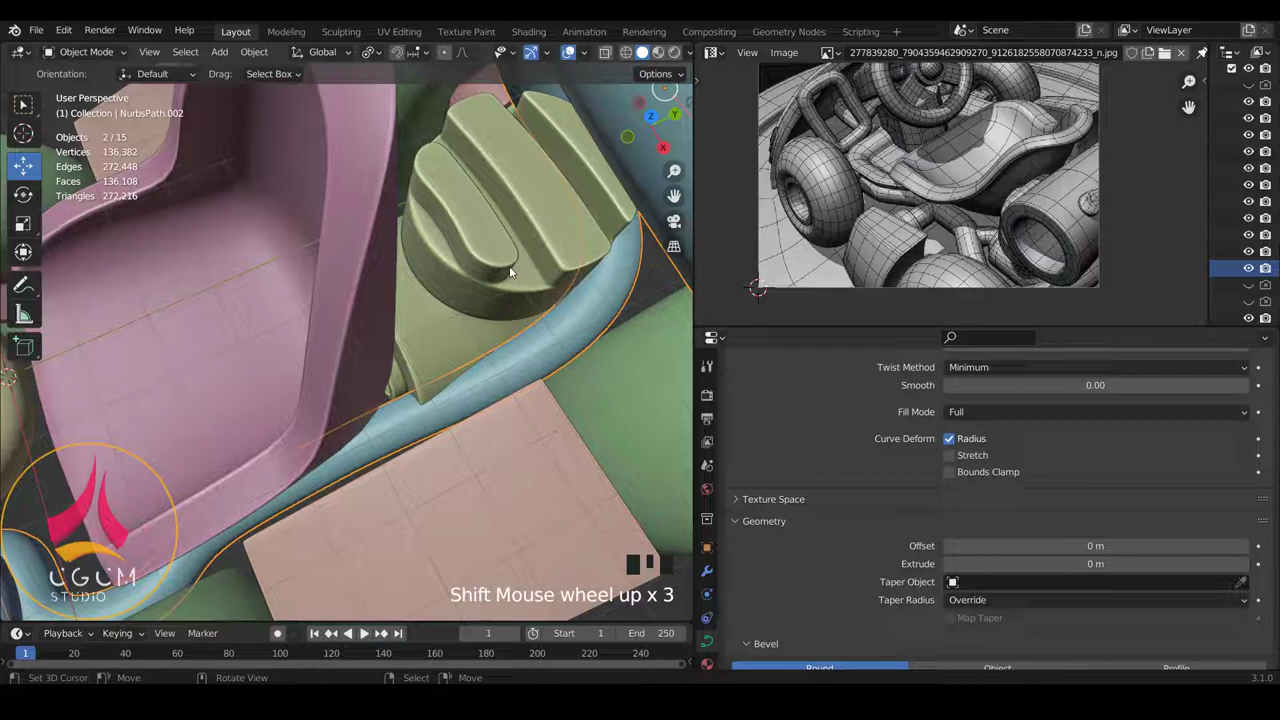 File Edit Render Window Help Layout Modeling Sculpting UV Editing Texture Paint Shading Animation Rendering Compositing Geometry Nodes Scripting + Scene ViewLayer
Object Mode View Select Add Object Global View Image 277839280_7904359462909270_9126182558070874233_n.jpg
Orientation: Default Drag: Select Box Options
User Perspective
(1) Collection | NurbsPath.002
Objects 2 / 15
Vertices 136,382
Edges 272,448
Faces 136,108
Triangles 272,216
Z Y X
Twist Method Minimum
Smooth 0.00
Fill Mode Full
Curve Deform Radius
Stretch
Bounds Clamp
Texture Space
Geometry
Offset 0 m
Extrude 0 m
Taper Object
Taper Radius Override
Map Taper
Bevel
Round Object Profile
UGUM
STUDIO
Shift Mouse wheel up x 3
Playback Keying View Marker 1 Start 1 End 250
1 20 40 60 80 100 120 140 160 180 200 220 240
Set 3D Cursor Move Rotate View Select Move 3.1.0